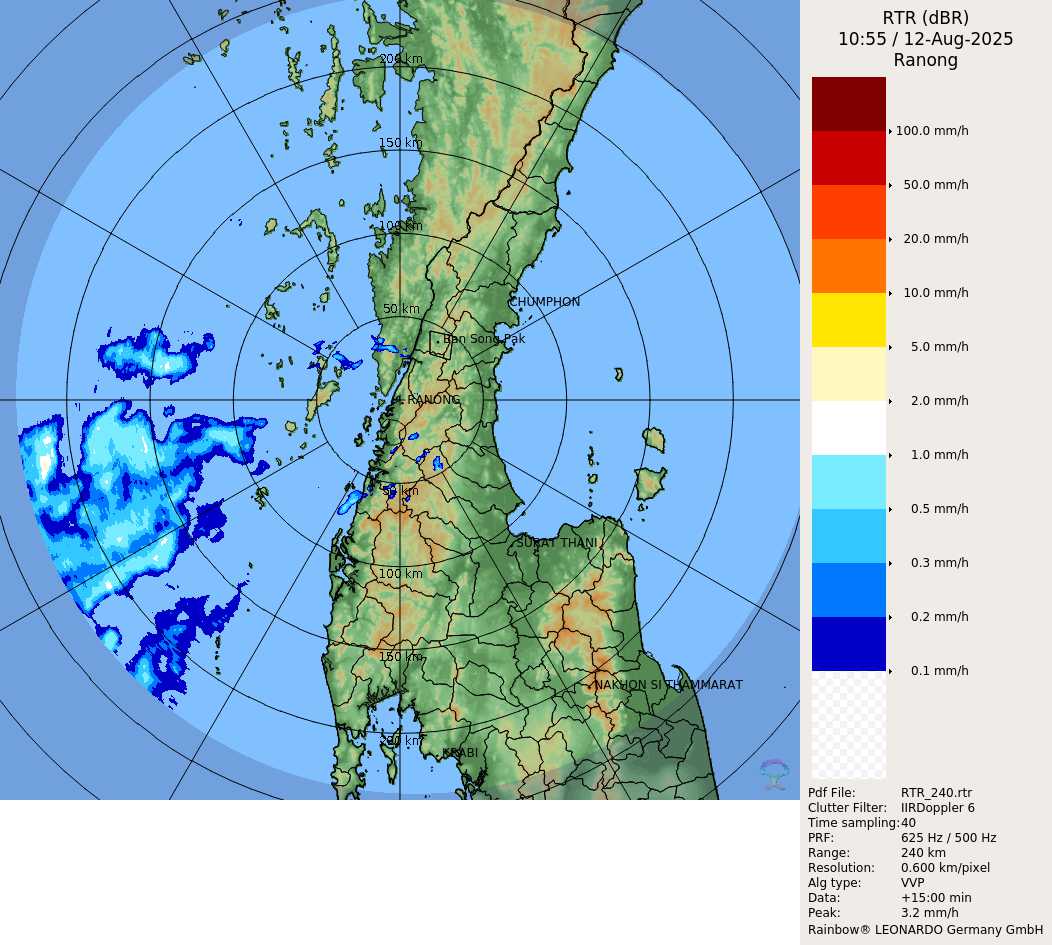 RTR (dBR)
10:55 / 12-Aug-2025
Ranong
100.0 mm/h
50.0 mm/h
20.0 mm/h
10.0 mm/h
5.0 mm/h
2.0 mm/h
1.0 mm/h
0.5 mm/h
0.3 mm/h
0.2 mm/h
0.1 mm/h
200 km
150 km
100 km
50 km
CHUMPHON
Ban Song Pak
RANONG
50 km
SURAT THANI
100 km
150 km
NAKHON SI THAMMARAT
200 km
KRABI
Pdf File: RTR_240.rtr
Clutter Filter: IIRDoppler 6
Time sampling: 40
PRF: 625 Hz / 500 Hz
Range: 240 km
Resolution: 0.600 km/pixel
Alg type: VVP
Data: +15:00 min
Peak: 3.2 mm/h
Rainbow® LEONARDO Germany GmbH